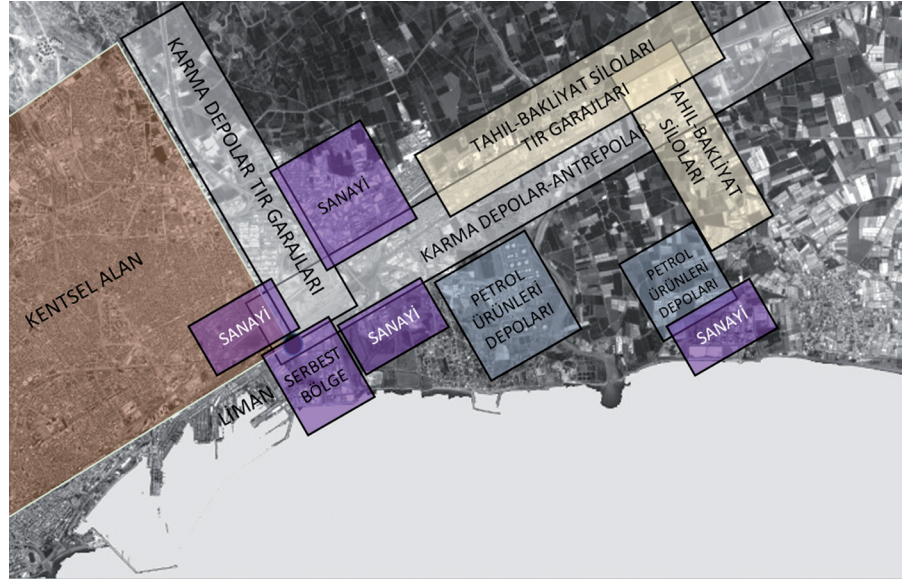 KARMA DEPOLAR TIR GARAJLARI
TAHIL-BAKLİYAT SİLOLARI
TIR GARAJLARI
TAHIL-BAKLİYAT
SİLOLARI
SANAYİ
KARMA DEPOLAR-ANTREPOLAR
KENTSEL ALAN
PETROL
ÜRÜNLERİ
DEPOLARI
PETROL
ÜRÜNLERİ
DEPOLARI
SANAYİ
SANAYİ
SANAYİ
SERBEST
BÖLGE
LİMAN